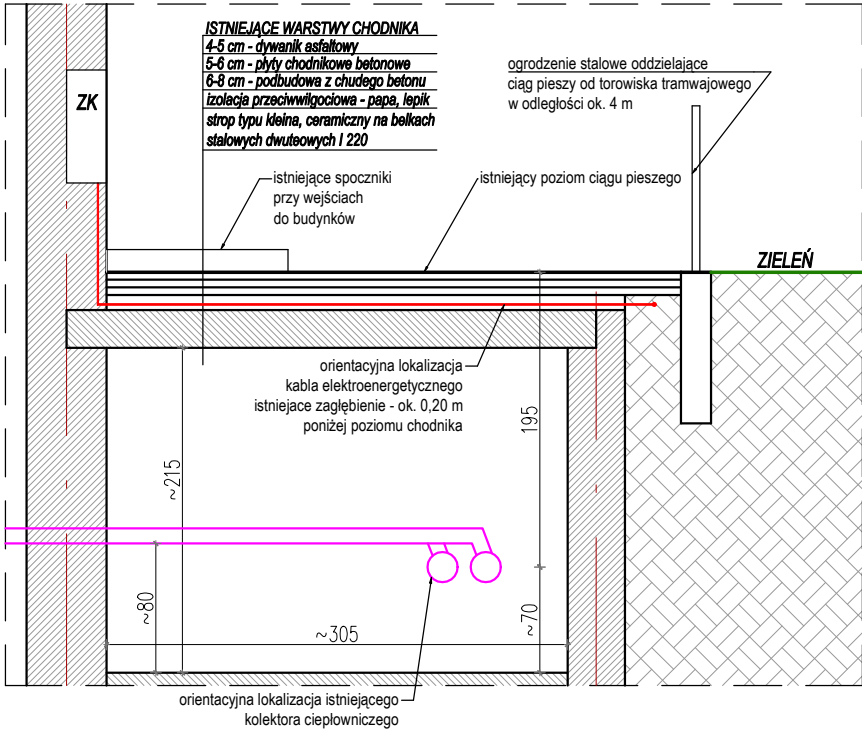 ISTNIEJĄCE WARSTWY CHODNIKA
4-5 cm - dywanik asfaltowy
5-6 cm - płyty chodnikowe betonowe
6-8 cm - podbudowa z chudego betonu
izolacja przeciwwilgociowa - papa, lepik
strop typu kleina, ceramiczny na belkach
stalowych dwuteowych I 220
ogrodzenie stalowe oddzielające
ciąg pieszy od torowiska tramwajowego
w odległości ok. 4 m
ZK
istniejące spoczniki
przy wejściach
do budynków
istniejący poziom ciągu pieszego
ZIELEŃ
orientacyjna lokalizacja
kabla elektroenergetycznego
istniejace zagłębienie - ok. 0,20 m
poniżej poziomu chodnika
195
~215
~80
~70
~305
orientacyjna lokalizacja istniejącego
kolektora ciepłowniczego